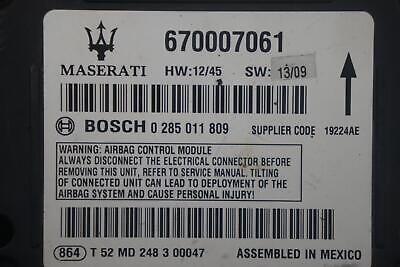 670007061
MASERATI HW:12/45 SW: 13/09
BOSCH 0 285 011 809 SUPPLIER CODE 19224AE
WARNING: AIRBAG CONTROL MODULE
ALWAYS DISCONNECT THE ELECTRICAL CONNECTOR BEFORE
REMOVING THIS UNIT, REFER TO SERVICE MANUAL. TILTING
OF CONNECTED UNIT CAN LEAD TO DEPLOYMENT OF THE
AIRBAG SYSTEM AND CAUSE PERSONAL INJURY!
864 T 52 MD 248 3 00047 ASSEMBLED IN MEXICO